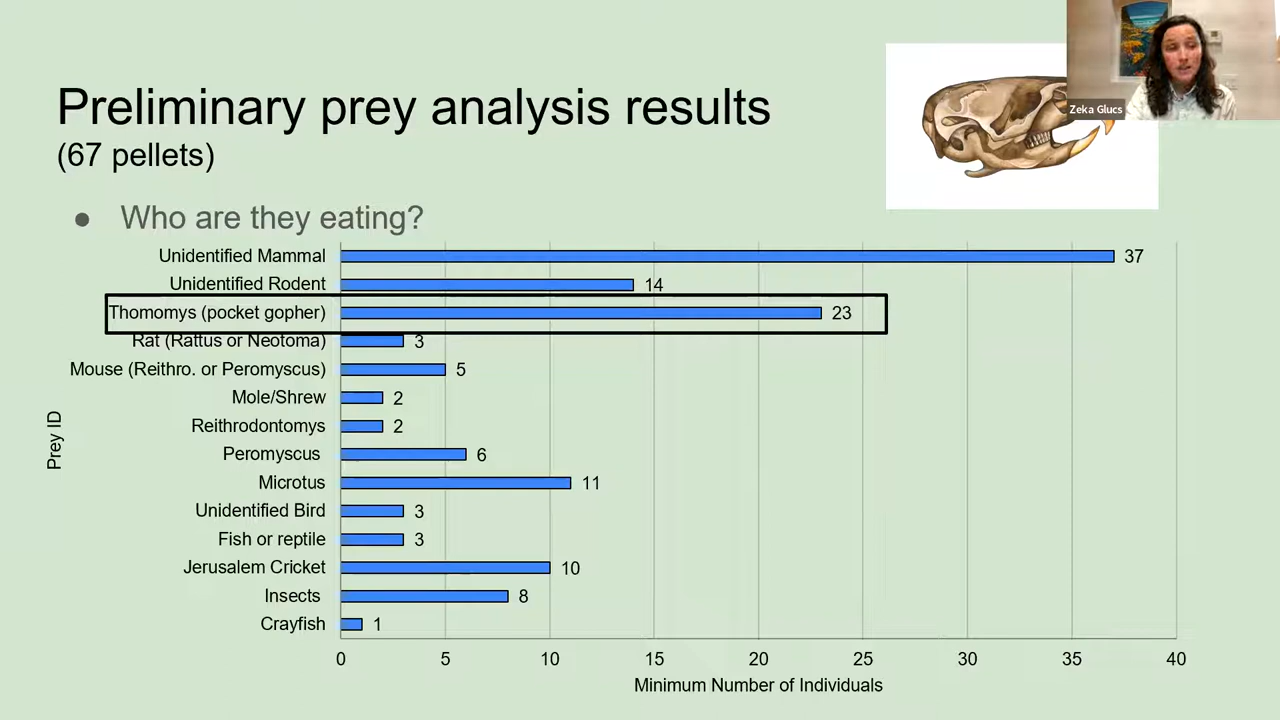 Zeka Glucs
Preliminary prey analysis results
(67 pellets)
● Who are they eating?
Unidentified Mammal 37
Unidentified Rodent 14
Thomomys (pocket gopher) 23
Rat (Rattus or Neotoma) 3
Mouse (Reithro. or Peromyscus) 5
Mole/Shrew 2
Reithrodontomys 2
Peromyscus 6
Microtus 11
Unidentified Bird 3
Fish or reptile 3
Jerusalem Cricket 10
Insects 8
Crayfish 1
Prey ID
0 5 10 15 20 25 30 35 40
Minimum Number of Individuals